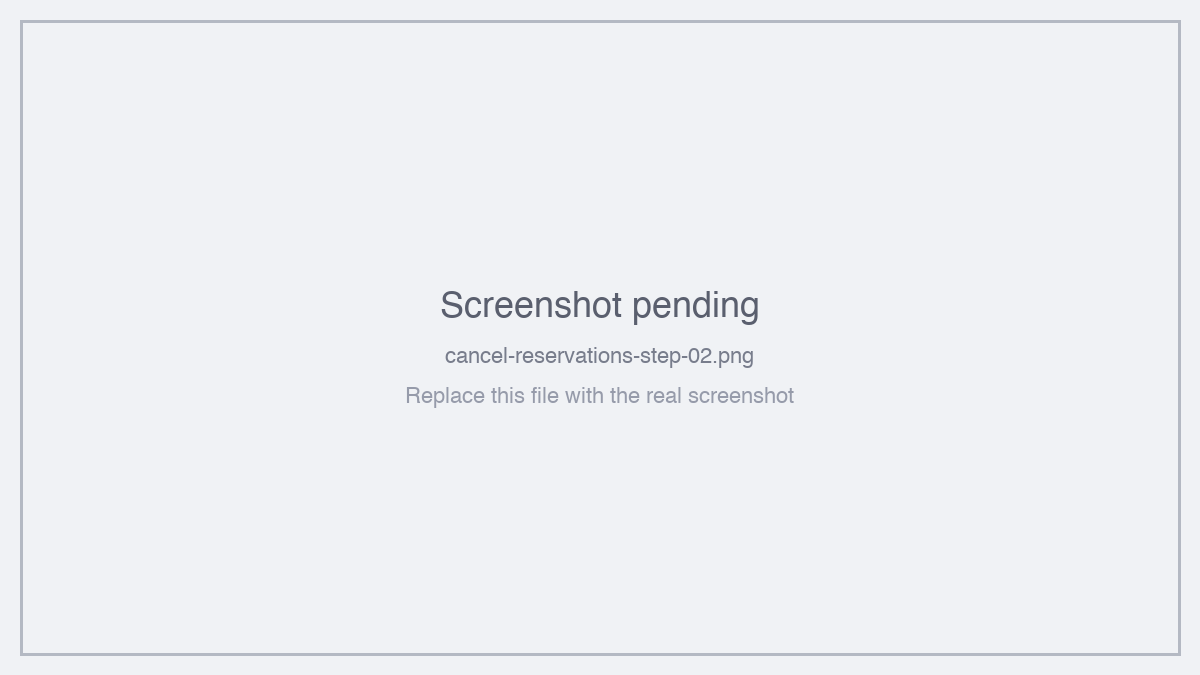 Screenshot pending
cancel-reservations-step-02.png
Replace this file with the real screenshot